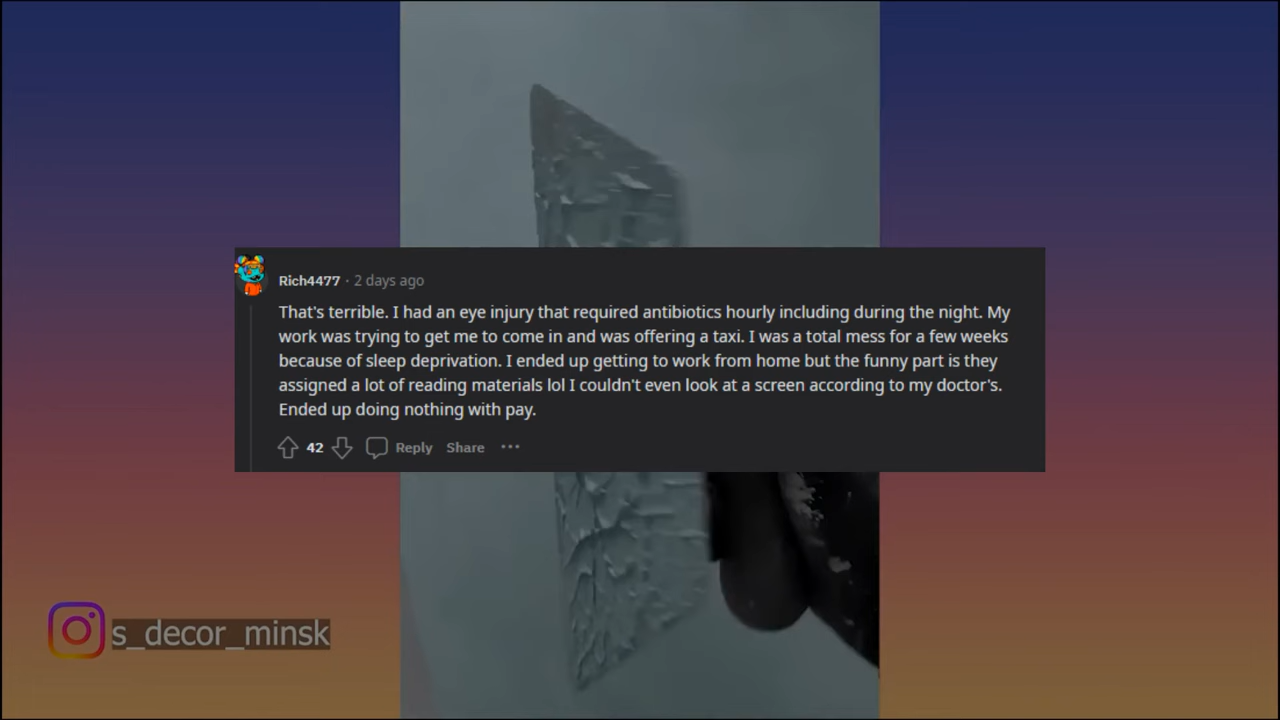 Rich4477 · 2 days ago
That's terrible. I had an eye injury that required antibiotics hourly including during the night. My
work was trying to get me to come in and was offering a taxi. I was a total mess for a few weeks
because of sleep deprivation. I ended up getting to work from home but the funny part is they
assigned a lot of reading materials lol I couldn't even look at a screen according to my doctor's.
Ended up doing nothing with pay.
42 Reply Share ···
s_decor_minsk